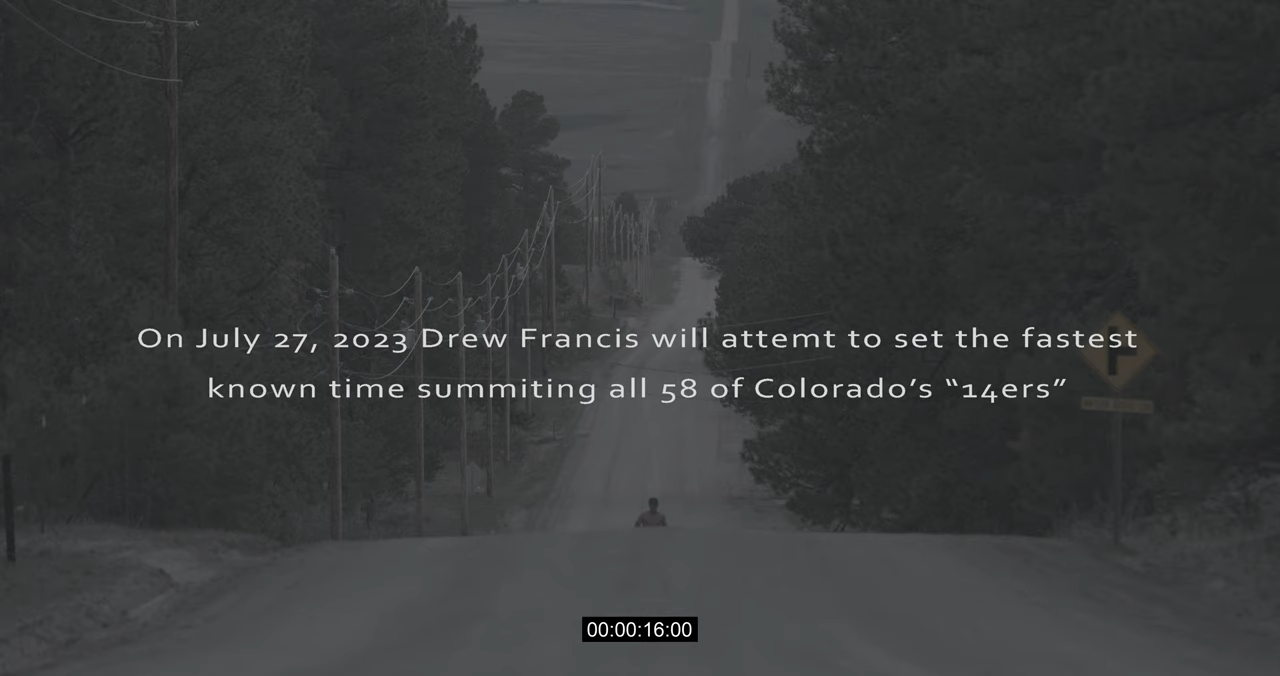 On July 27, 2023 Drew Francis will attemt to set the fastest
known time summiting all 58 of Colorado’s “14ers”
00:00:16:00